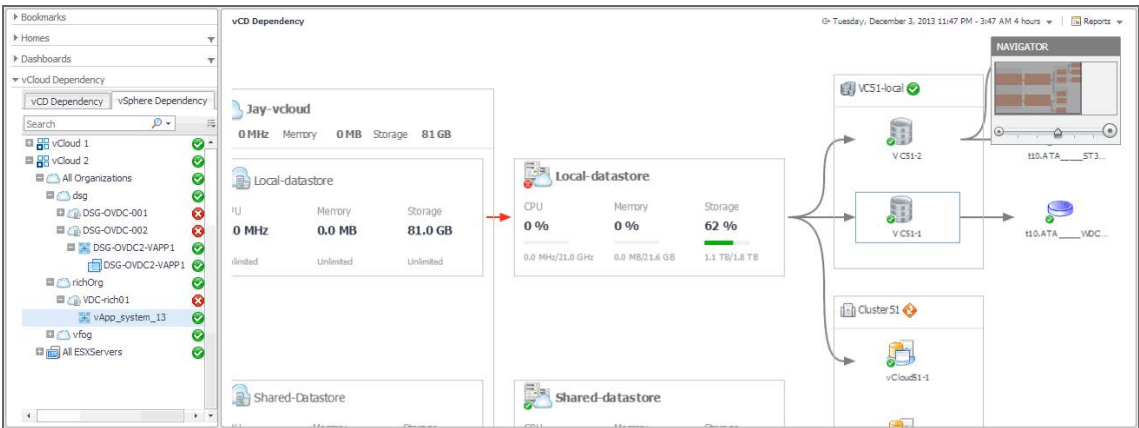 Bookmarks
Homes
Dashboards
vCloud Dependency
vCD Dependency
vSphere Dependency
Search
vCloud 1
vCloud 2
All Organizations
dsg
DSG-OVDC-001
DSG-OVDC-002
DSG-OVDC2-VAPP1
DSG-OVDC2-VAPP1
richOrg
VDC-rich01
vApp_system_13
vfog
All ESXServers
vCD Dependency
Tuesday, December 3, 2013 11:47 PM - 3:47 AM 4 hours
Reports
NAVIGATOR
Jay-vcloud
0 MHz Memory 0 MB Storage 81 GB
Local-datastore
Memory Storage
0 MHz 0.0 MB 81.0 GB
Unlimited Unlimited
Shared-Datastore
Local-datastore
CPU Memory Storage
0 % 0 % 62 %
0.0 MHz/21.0 GHz 0.0 MB/21.6 GB 1.1 TB/1.8 TB
Shared-datastore
VC51-local
VC51-2
VC51-1
Cluster51
vCloud51-1
t10.ATA_____ST3...
t10.ATA_____WDC...